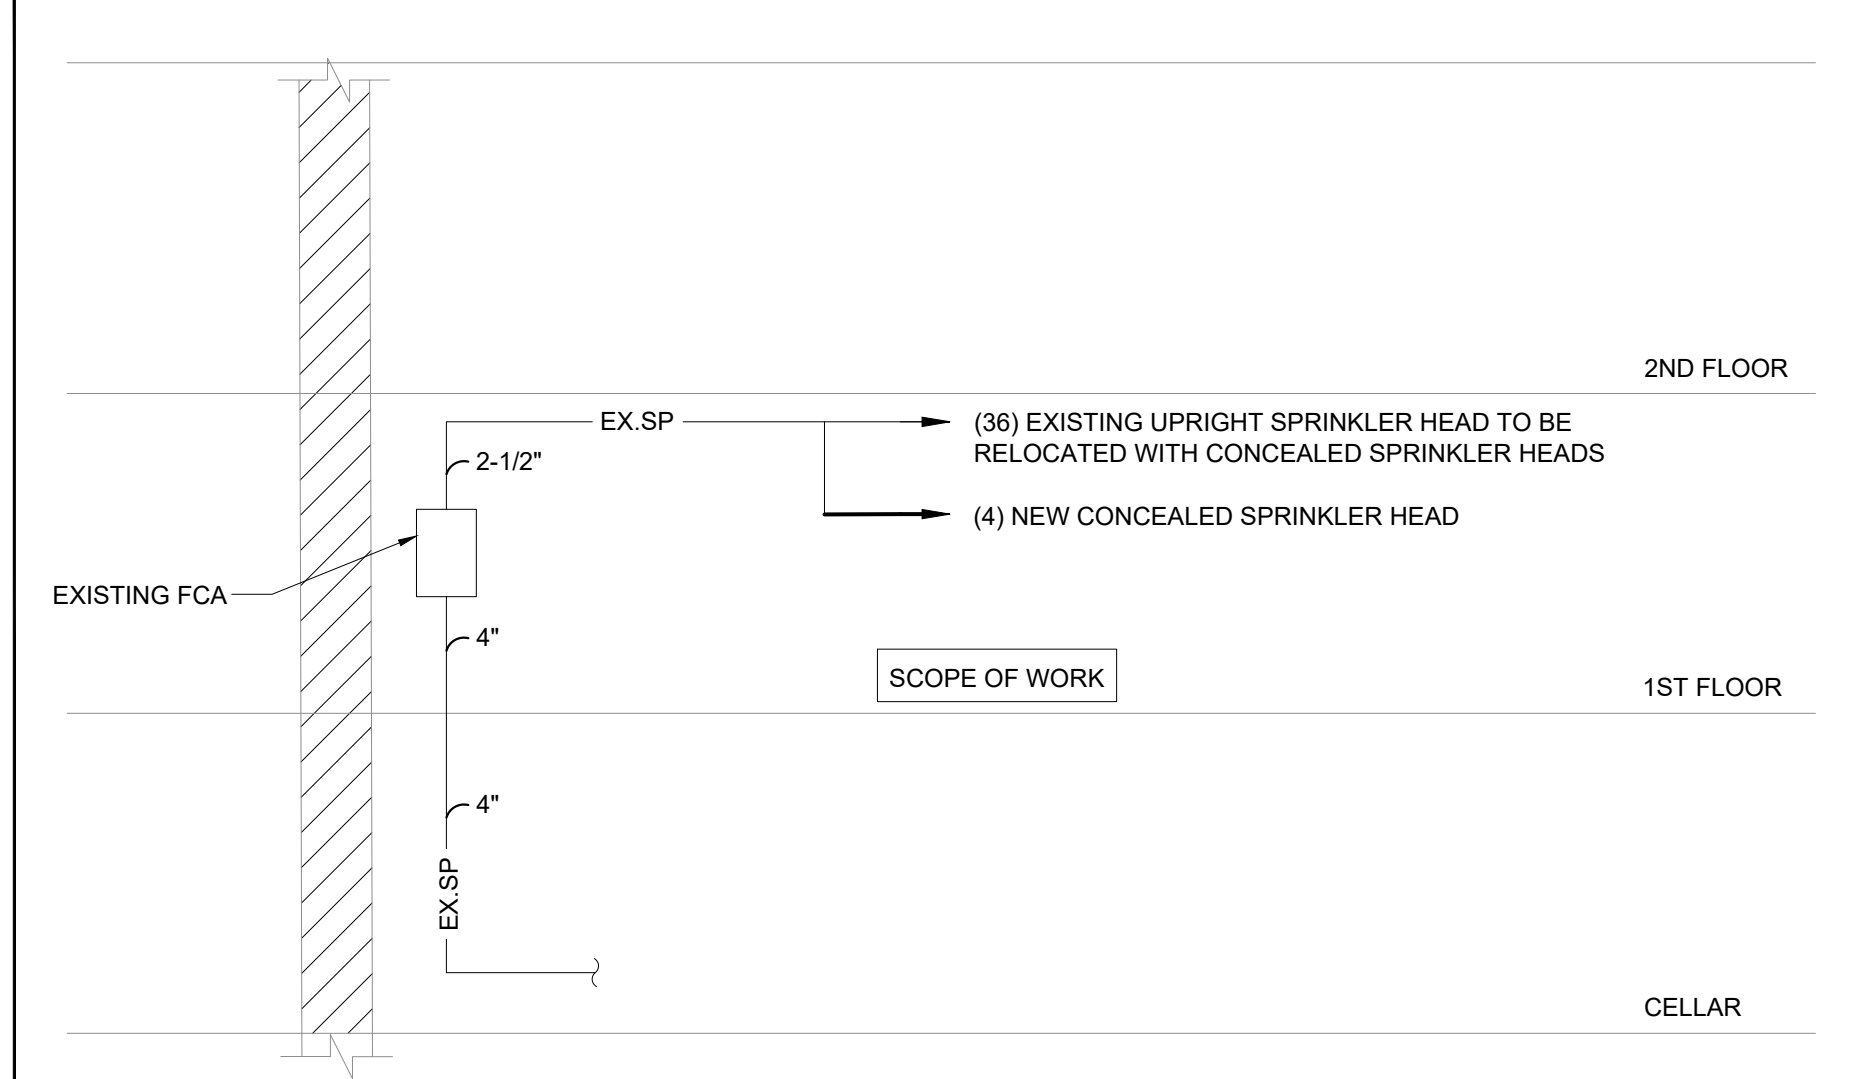 2ND FLOOR
EX.SP
(36) EXISTING UPRIGHT SPRINKLER HEAD TO BE
RELOCATED WITH CONCEALED SPRINKLER HEADS
2-1/2"
(4) NEW CONCEALED SPRINKLER HEAD
EXISTING FCA
4"
SCOPE OF WORK
1ST FLOOR
4"
EX.SP
CELLAR